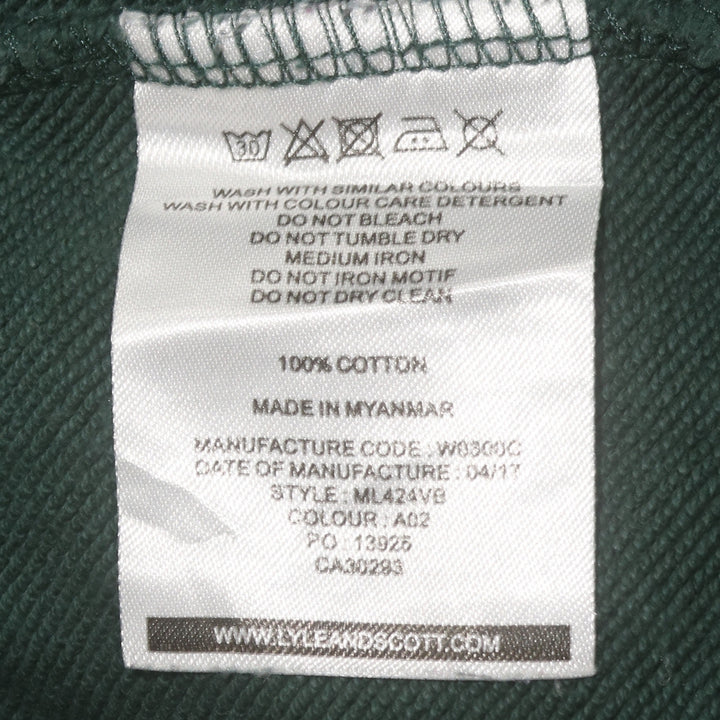 30
WASH WITH SIMILAR COLOURS
WASH WITH COLOUR CARE DETERGENT
DO NOT BLEACH
DO NOT TUMBLE DRY
MEDIUM IRON
DO NOT IRON MOTIF
DO NOT DRY CLEAN
100% COTTON
MADE IN MYANMAR
MANUFACTURE CODE : W0300C
DATE OF MANUFACTURE : 04/17
STYLE : ML424VB
COLOUR : A02
PO : 13925
CA30293
WWW.LYLEANDSCOTT.COM